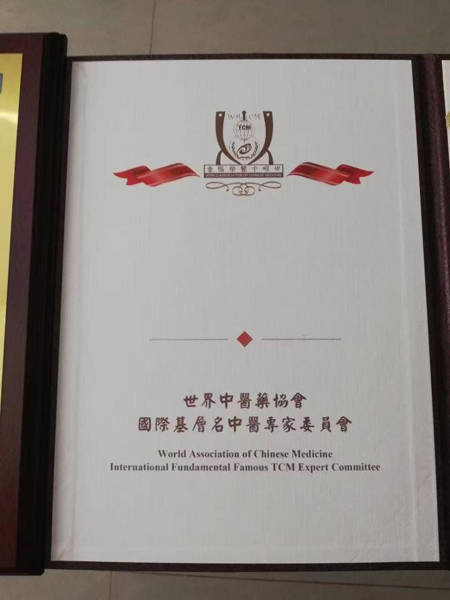 TCM
世界中醫藥協會
國際基層名中醫專家委員會
World Association of Chinese Medicine
International Fundamental Famous TCM Expert Committee